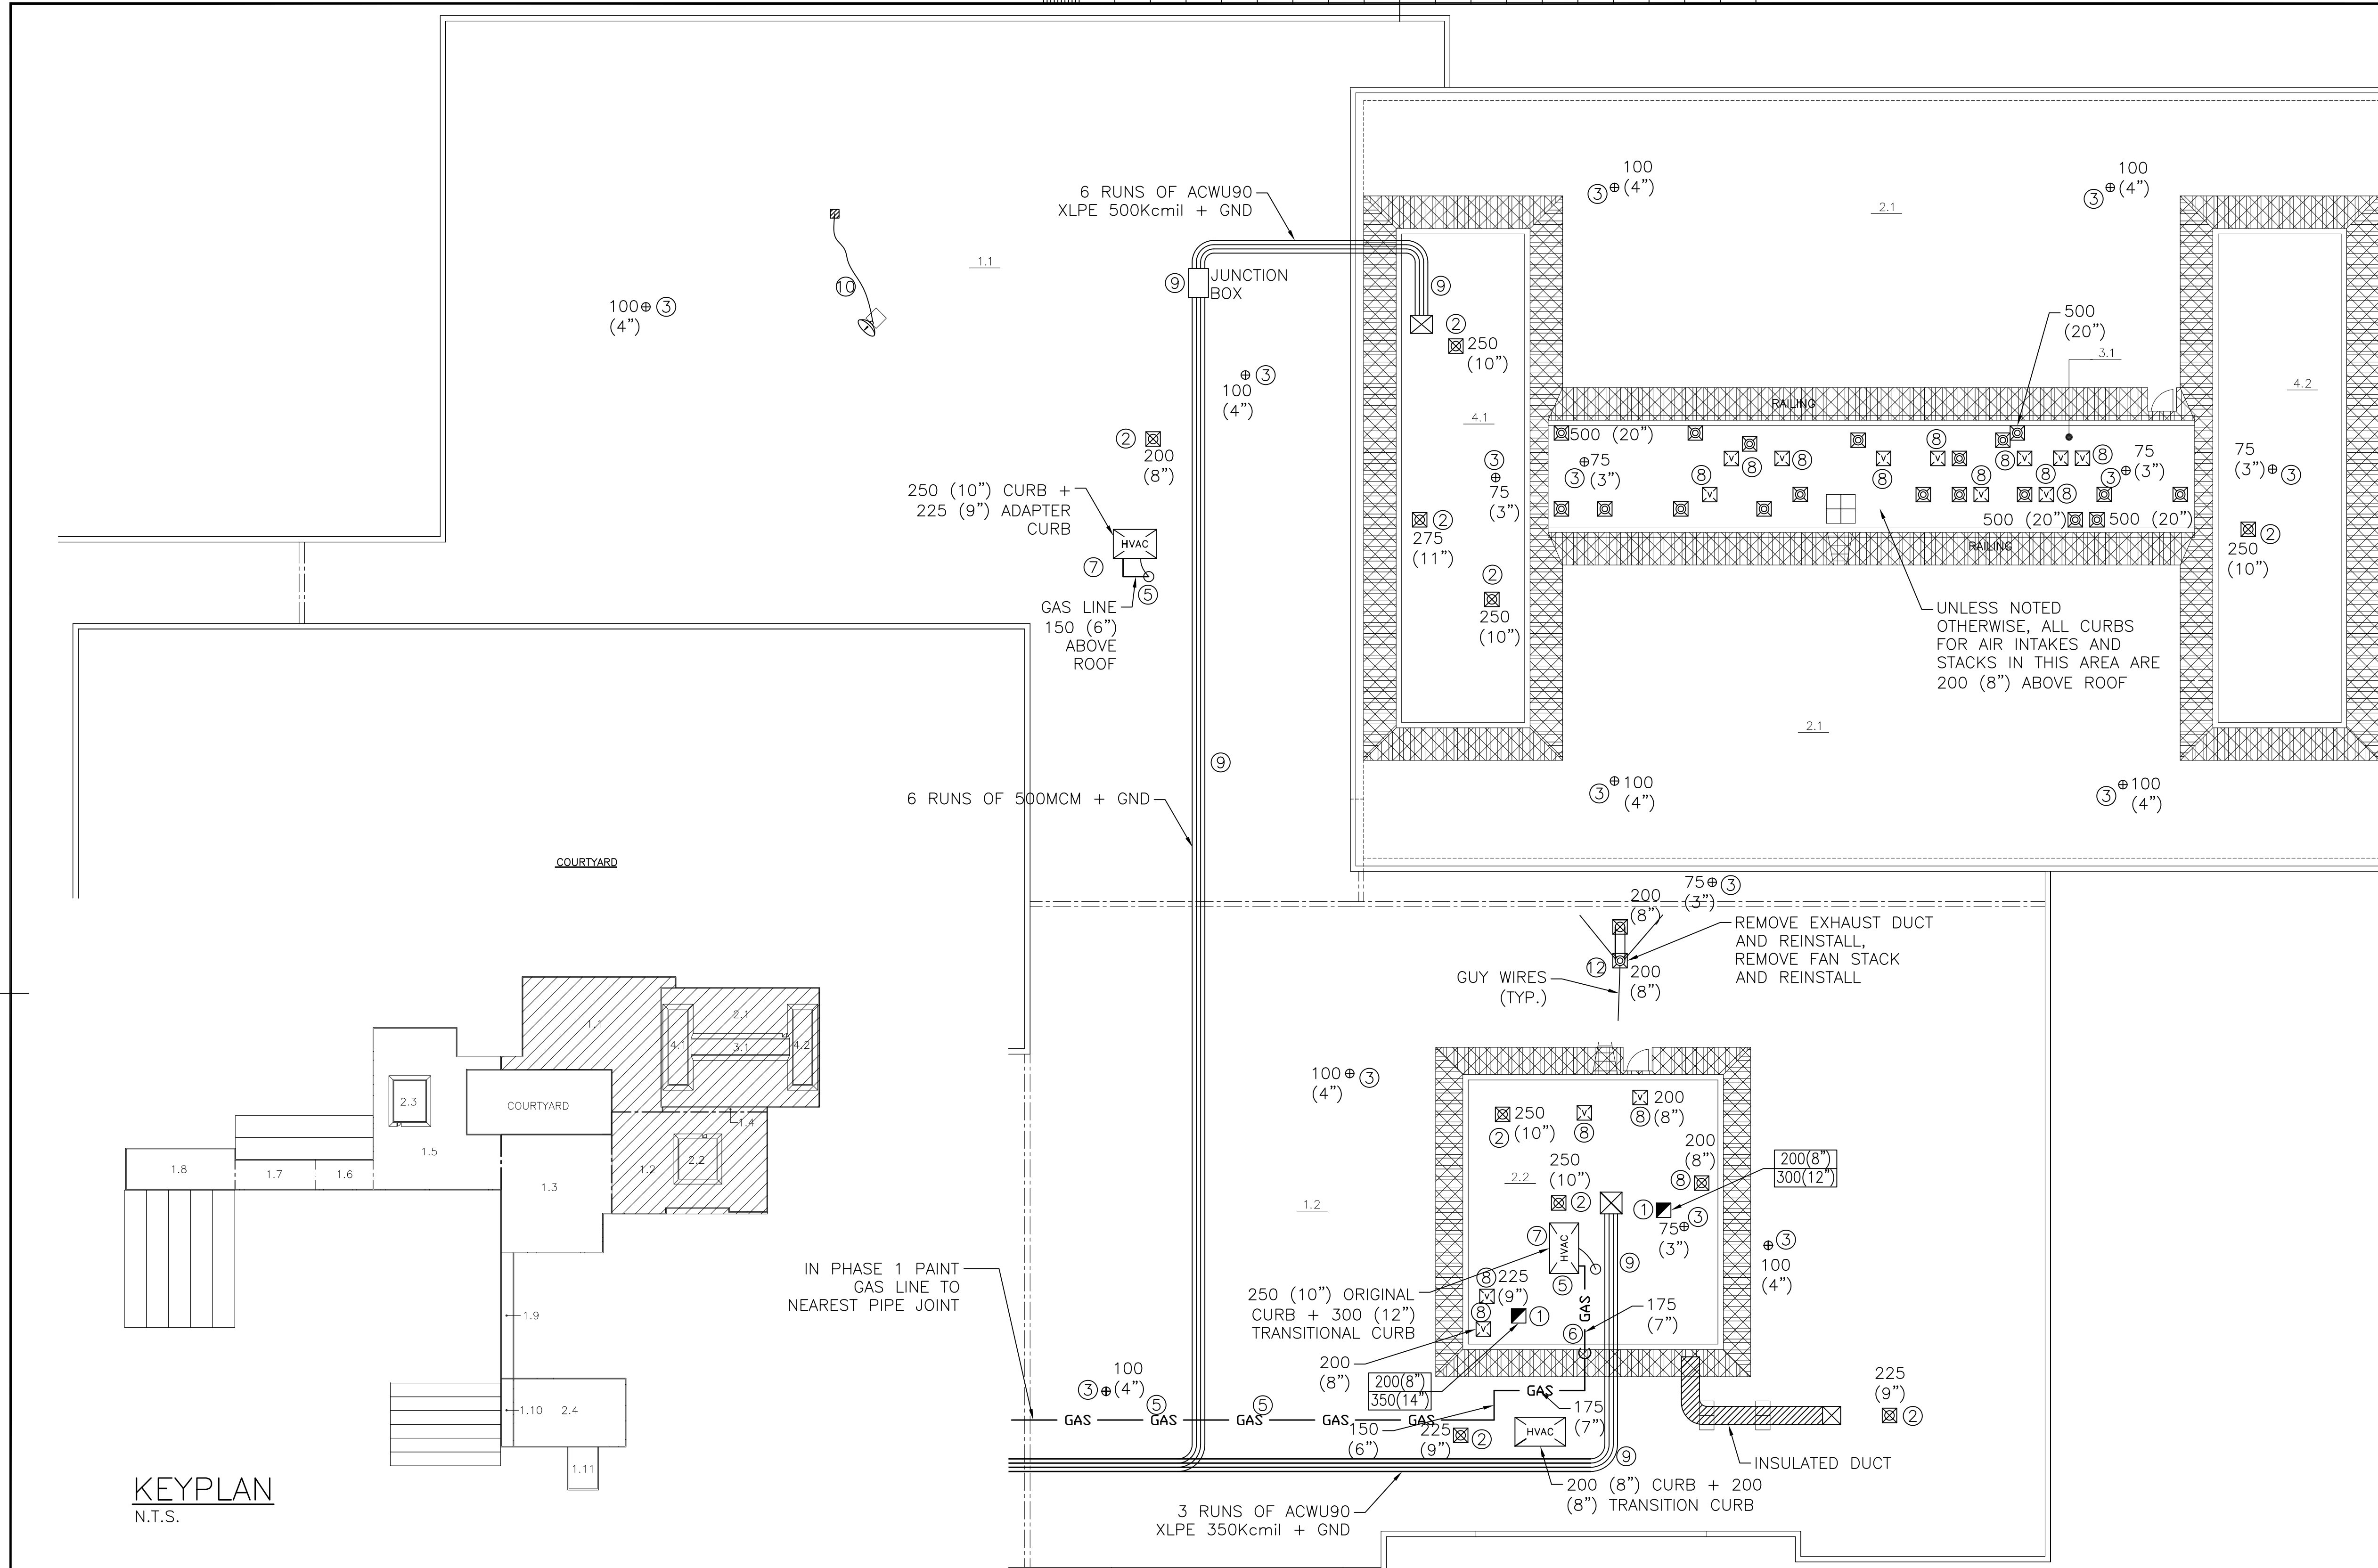 6 RUNS OF ACWU90
XLPE 500Kcmil + GND
1.1
10
100 3
(4")
9
JUNCTION
BOX
9
2
250
(10")
3
100
(4")
2
200
(8")
250 (10") CURB +
225 (9") ADAPTER
CURB
HVAC
7
5
GAS LINE
150 (6")
ABOVE
ROOF
4.1
3
75
(3")
2
275
(11")
2
250
(10")
100
3 (4")
100
3 (4")
2.1
500
(20")
3.1
4.2
RAILING
500 (20")
75
3 (3")
V
8
V
8
V
8
V
8
V
8
V
8
V
8
V
8
V
8
V
8
75
3 (3")
75
(3") 3
500 (20")
500 (20")
RAILING
2
250
(10")
UNLESS NOTED
OTHERWISE, ALL CURBS
FOR AIR INTAKES AND
STACKS IN THIS AREA ARE
200 (8") ABOVE ROOF
2.1
9
6 RUNS OF 500MCM + GND
3 100
(4")
3 100
(4")
COURTYARD
75 3
(3")
200
(8")
REMOVE EXHAUST DUCT
AND REINSTALL,
REMOVE FAN STACK
AND REINSTALL
12
200
(8")
GUY WIRES
(TYP.)
100 3
(4")
250
2 (10")
V
8
V
200
8 (8")
200
(8")
8
200(8")
300(12")
250
(10")
2
2.2
1
75 3
(3")
1.2
3
100
(4")
7
HVAC
5
9
8 225
(9")
V
8
V
1
GAS
6
175
(7")
250 (10") ORIGINAL
CURB + 300 (12")
TRANSITIONAL CURB
200
(8")
200(8")
350(14")
IN PHASE 1 PAINT
GAS LINE TO
NEAREST PIPE JOINT
100
3 (4")
5
5
GAS
GAS
GAS
GAS
GAS
GAS
175
(7")
150
(6")
225
(9")
2
HVAC
9
225
(9")
2
INSULATED DUCT
200 (8") CURB + 200
(8") TRANSITION CURB
3 RUNS OF ACWU90
XLPE 350Kcmil + GND
1.1
2.1
4.1
3.1
4.2
2.3
COURTYARD
1.4
1.5
1.8
1.7
1.6
1.3
1.2
2.2
1.9
1.10
2.4
1.11
KEYPLAN
N.T.S.